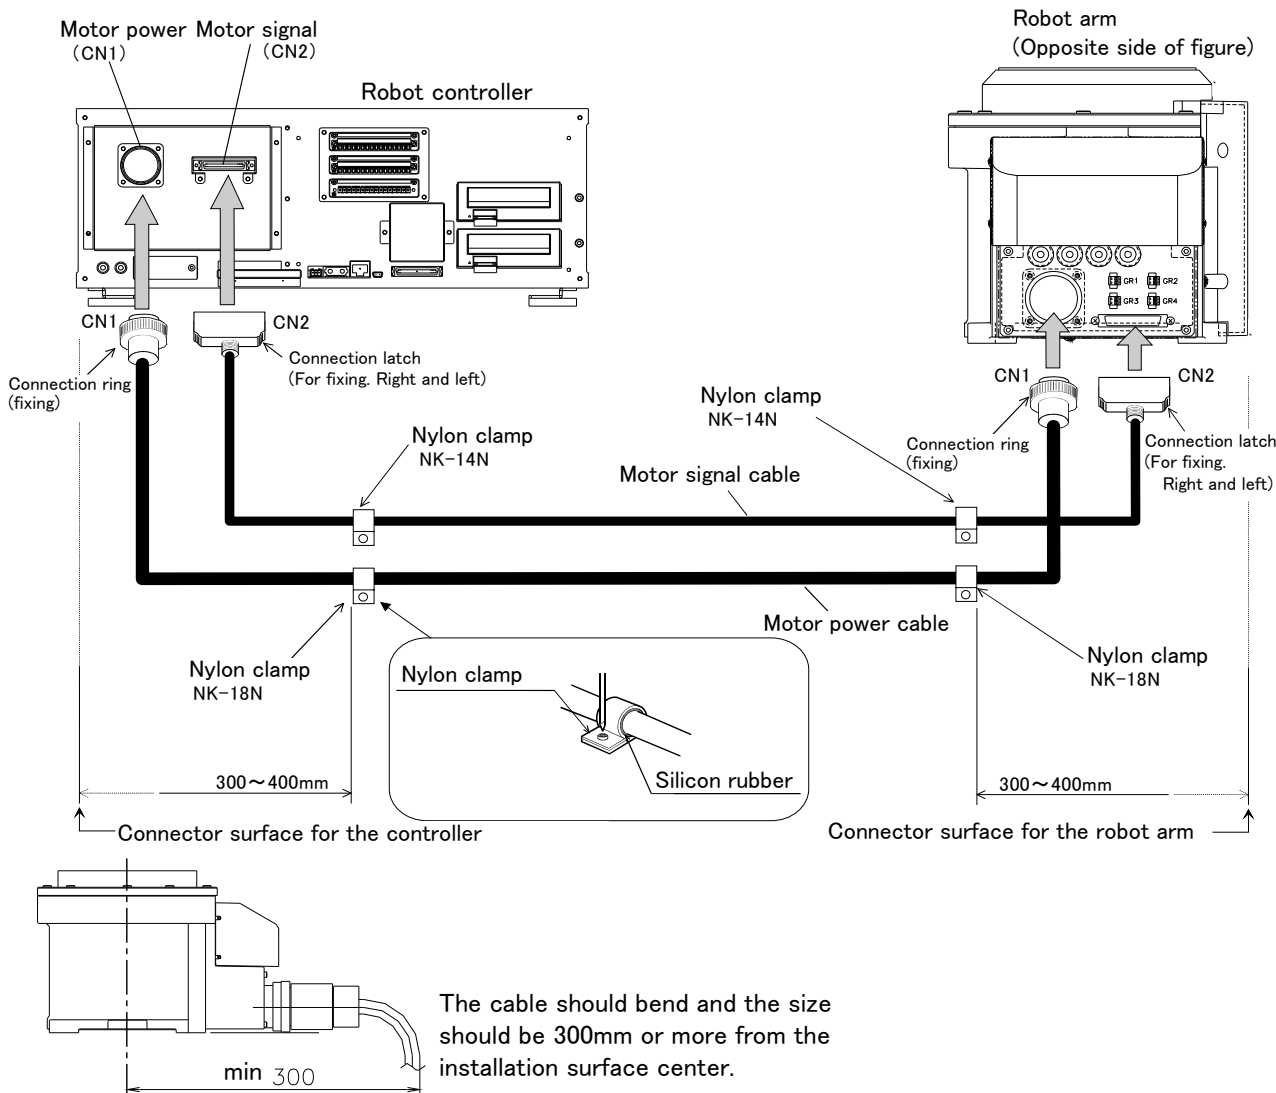 Motor power
(CN1)
Motor signal
(CN2)
Robot controller
Robot arm
(Opposite side of figure)
GR1
GR2
GR3
GR4
CN1
CN2
Connection ring
(fixing)
Connection latch
(For fixing. Right and left)
CN1
CN2
Connection ring
(fixing)
Connection latch
(For fixing.
Right and left)
Nylon clamp
NK-14N
Nylon clamp
NK-14N
Motor signal cable
Motor power cable
Nylon clamp
NK-18N
Nylon clamp
NK-18N
Nylon clamp
Silicon rubber
300～400mm
300～400mm
Connector surface for the controller
Connector surface for the robot arm
The cable should bend and the size
should be 300mm or more from the
installation surface center.
min 300